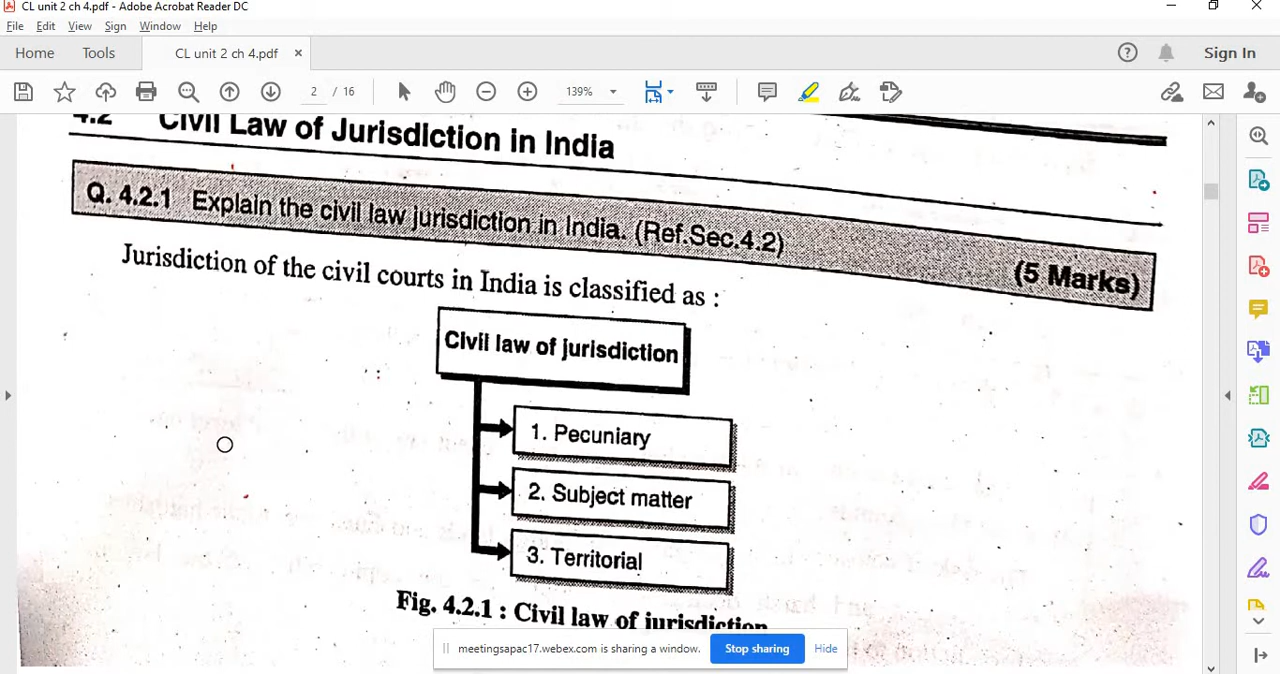 CL unit 2 ch 4.pdf - Adobe Acrobat Reader DC
File Edit View Sign Window Help
Home Tools CL unit 2 ch 4.pdf × Sign In
2 / 16 139%
4.2 Civil Law of Jurisdiction in India
Q. 4.2.1 Explain the civil law jurisdiction in India. (Ref.Sec.4.2)
(5 Marks)
Jurisdiction of the civil courts in India is classified as :
Civil law of jurisdiction
1. Pecuniary
2. Subject matter
3. Territorial
Fig. 4.2.1 : Civil law of jurisdiction
meetingsapac17.webex.com is sharing a window. Stop sharing Hide